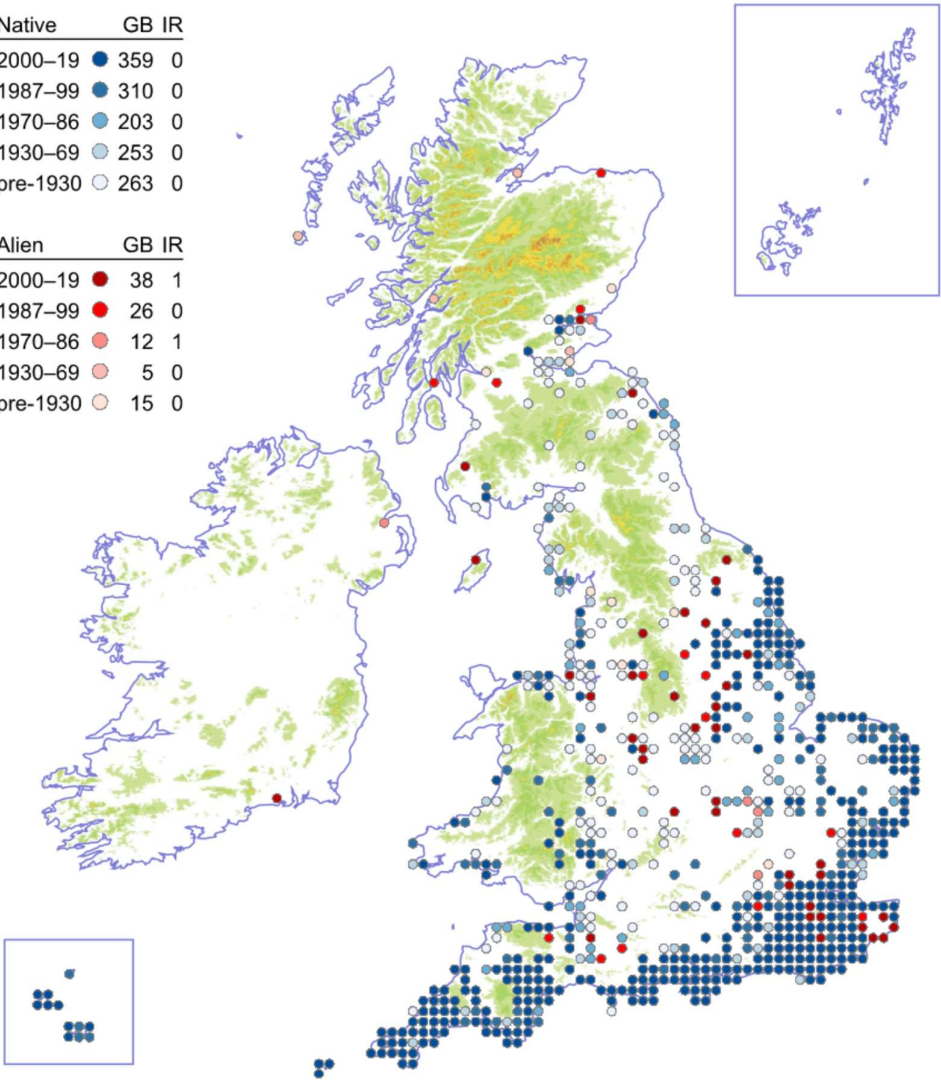 Native GB IR
2000–19 359 0
1987–99 310 0
1970–86 203 0
1930–69 253 0
pre-1930 263 0
Alien GB IR
2000–19 38 1
1987–99 26 0
1970–86 12 1
1930–69 5 0
pre-1930 15 0